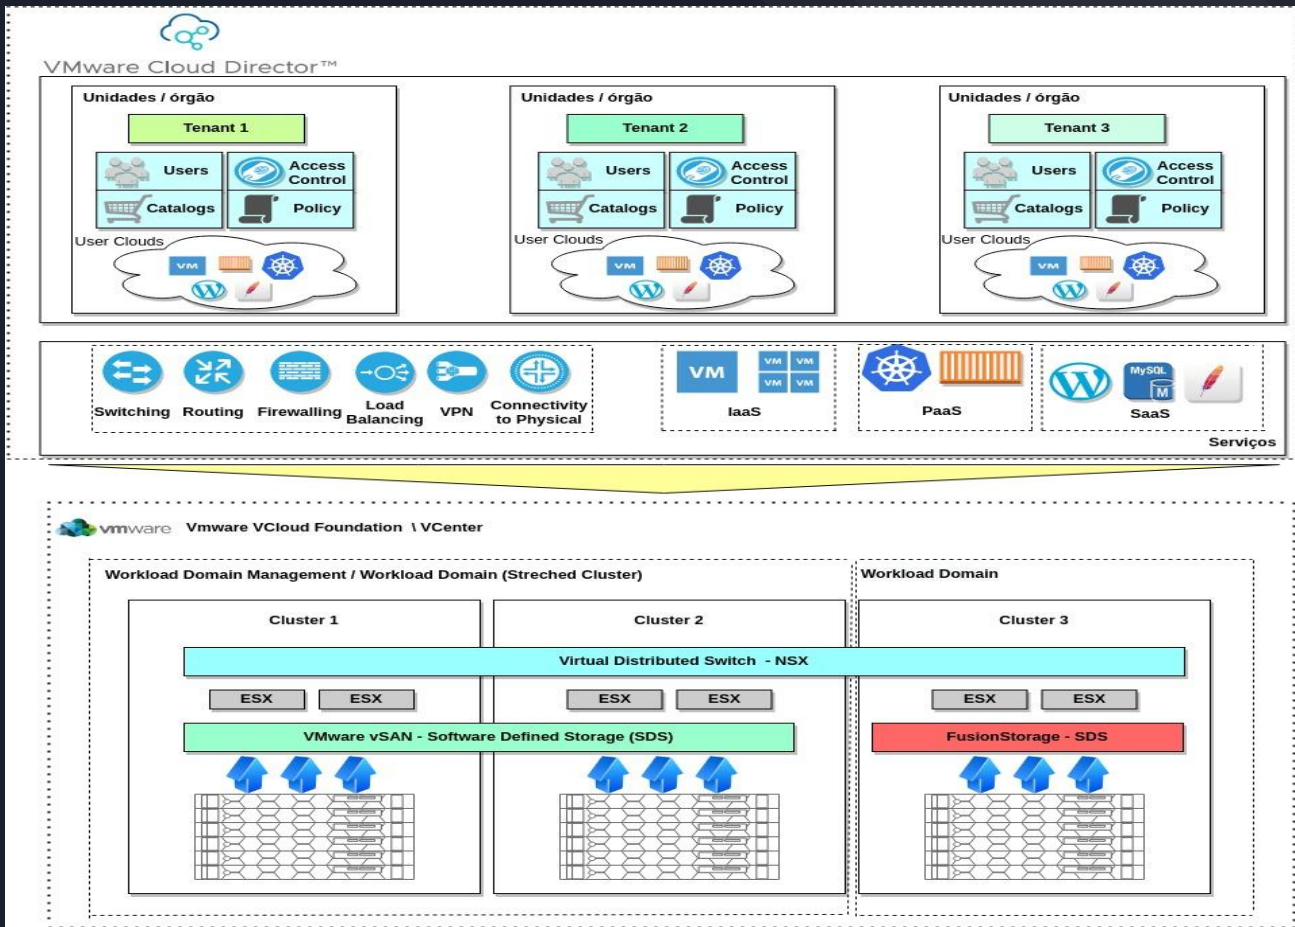 VMware Cloud Director™
Unidades / órgão
Tenant 1
Users
Access
Control
Catalogs
Policy
User Clouds
VM
Unidades / órgão
Tenant 2
Users
Access
Control
Catalogs
Policy
User Clouds
VM
Unidades / órgão
Tenant 3
Users
Access
Control
Catalogs
Policy
User Clouds
VM
Switching
Routing
Firewalling
Load
Balancing
VPN
Connectivity
to Physical
VM
VM VM
VM VM
IaaS
PaaS
MySQL
M
SaaS
Serviços
vmware Vmware VCloud Foundation \ VCenter
Workload Domain Management / Workload Domain (Streched Cluster)
Workload Domain
Cluster 1
Cluster 2
Cluster 3
Virtual Distributed Switch - NSX
ESX ESX ESX ESX ESX ESX
VMware vSAN - Software Defined Storage (SDS)
FusionStorage - SDS